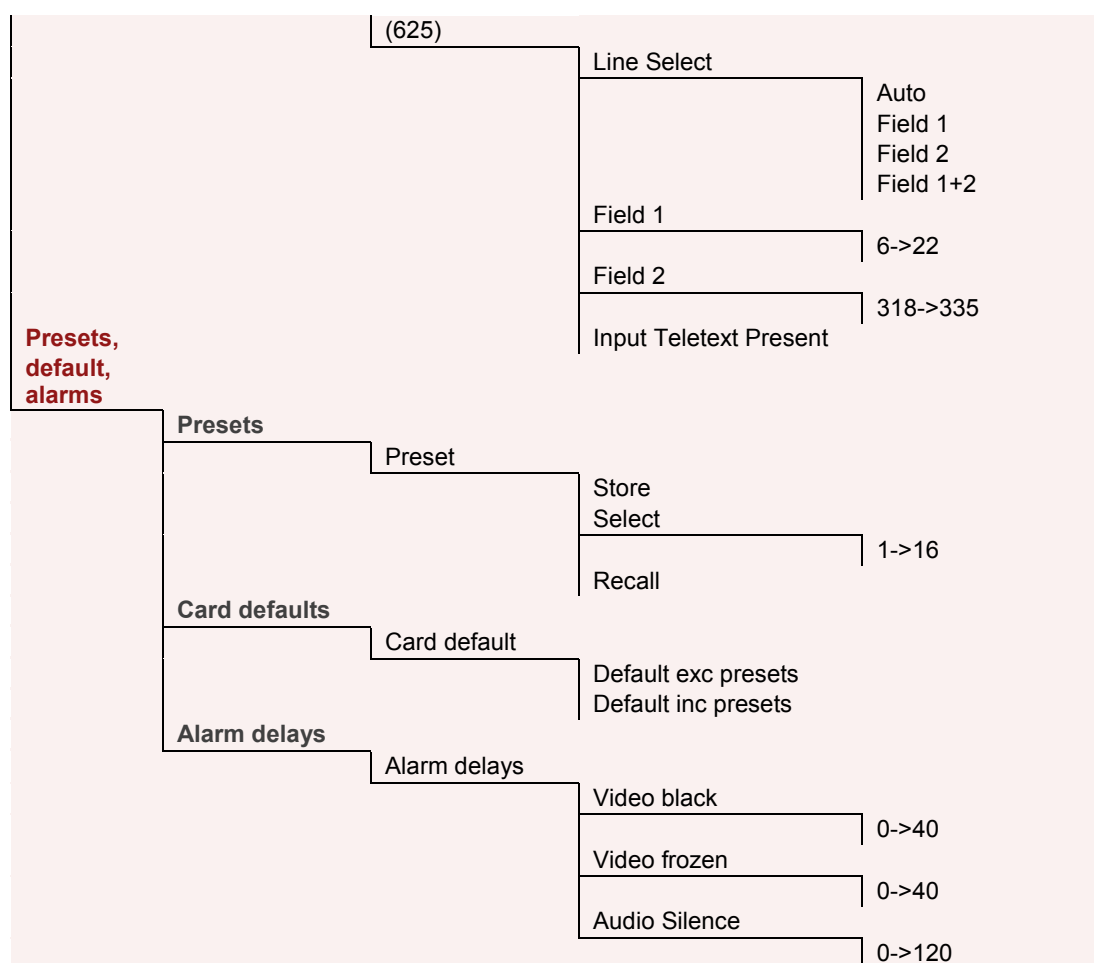 (625)
Line Select
Auto
Field 1
Field 2
Field 1+2
Field 1
6->22
Field 2
318->335
Presets,
default,
alarms
Input Teletext Present
Presets
Preset
Store
Select
1->16
Recall
Card defaults
Card default
Default exc presets
Default inc presets
Alarm delays
Alarm delays
Video black
0->40
Video frozen
0->40
Audio Silence
0->120